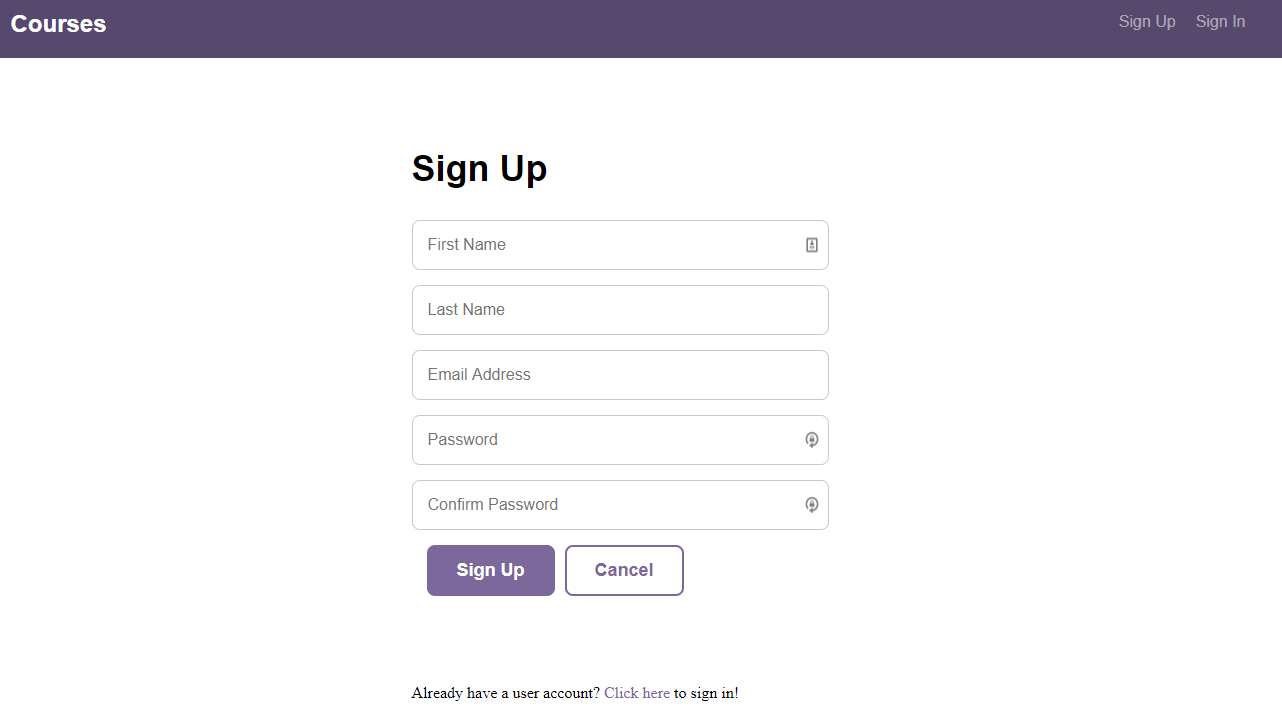 Courses
Sign Up Sign In
Sign Up
First Name
Last Name
Email Address
Password
Confirm Password
Sign Up Cancel
Already have a user account? Click here to sign in!